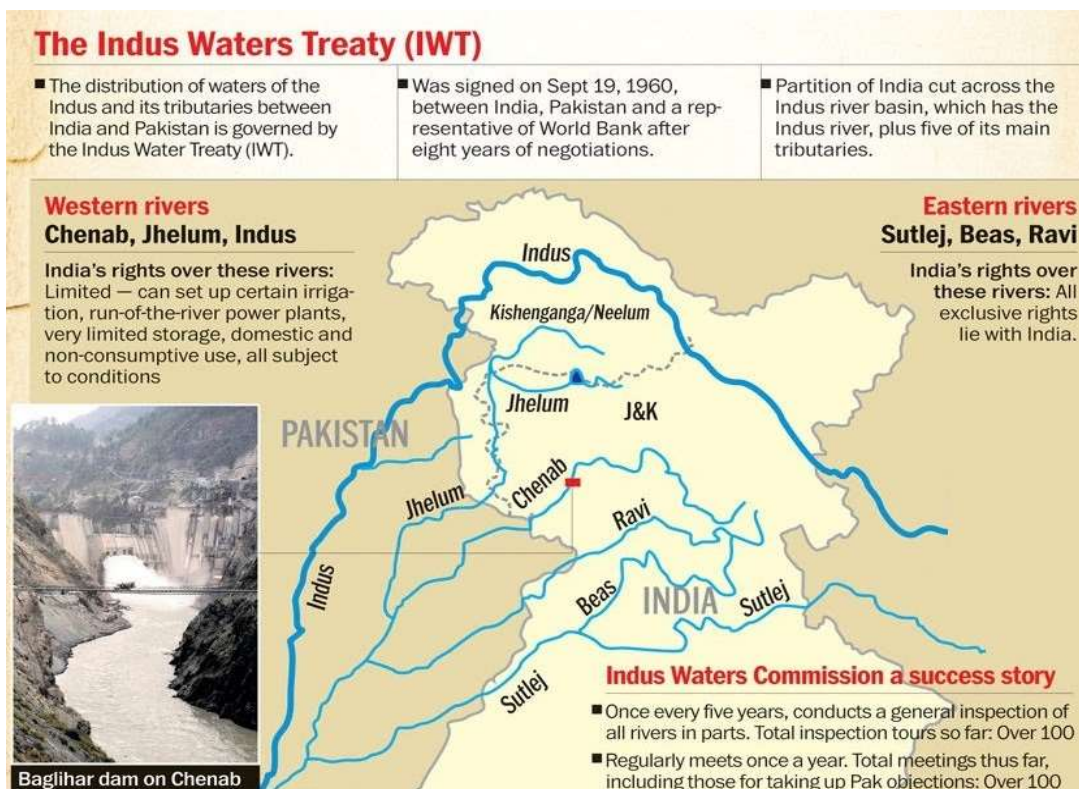 The Indus Waters Treaty (IWT)
■ The distribution of waters of the
Indus and its tributaries between
India and Pakistan is governed by
the Indus Water Treaty (IWT).
■ Was signed on Sept 19, 1960,
between India, Pakistan and a rep-
resentative of World Bank after
eight years of negotiations.
■ Partition of India cut across the
Indus river basin, which has the
Indus river, plus five of its main
tributaries.
Western rivers
Chenab, Jhelum, Indus
India's rights over these rivers:
Limited — can set up certain irriga-
tion, run-of-the-river power plants,
very limited storage, domestic and
non-consumptive use, all subject
to conditions
Eastern rivers
Sutlej, Beas, Ravi
India's rights over
these rivers: All
exclusive rights
lie with India.
Indus
Kishenganga/Neelum
Jhelum
J&K
PAKISTAN
Jhelum
Chenab
Ravi
Indus
Beas
INDIA
Sutlej
Sutlej
Baglihar dam on Chenab
Indus Waters Commission a success story
■ Once every five years, conducts a general inspection of
all rivers in parts. Total inspection tours so far: Over 100
■ Regularly meets once a year. Total meetings thus far,
including those for taking up Pak objections: Over 100